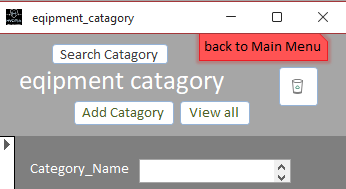 eqipment_catagory
back to Main Menu
Search Catagory
eqipment catagory
Add Catagory
View all
Category_Name